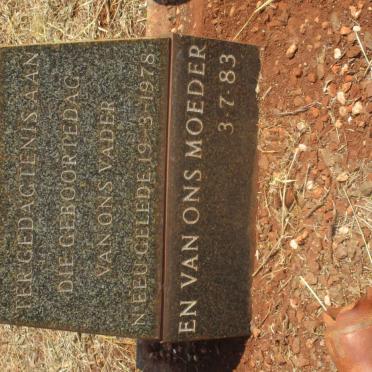 TER GEDAGTENIS AAN
DIE GEBOORTEDAG
VAN ONS VADER
N EEU GELEDE 19-3-1978
EN VAN ONS MOEDER
3·7·83